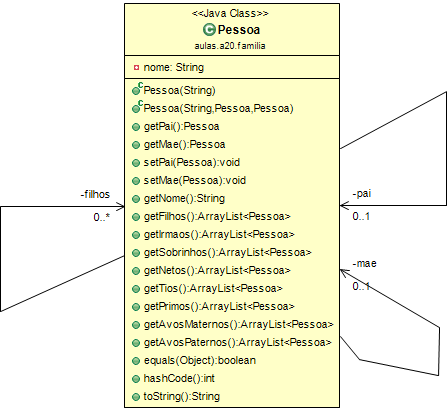 <<Java Class>>
C Pessoa
aulas.a20.familia
nome: String
C Pessoa(String)
C Pessoa(String,Pessoa,Pessoa)
getPai():Pessoa
getMae():Pessoa
setPai(Pessoa):void
setMae(Pessoa):void
getNome():String
getFilhos():ArrayList<Pessoa>
getIrmaos():ArrayList<Pessoa>
getSobrinhos():ArrayList<Pessoa>
getNetos():ArrayList<Pessoa>
getTios():ArrayList<Pessoa>
getPrimos():ArrayList<Pessoa>
getAvosMaternos():ArrayList<Pessoa>
getAvosPaternos():ArrayList<Pessoa>
equals(Object):boolean
hashCode():int
toString():String
-filhos
0..*
-pai
0..1
-mae
0..1